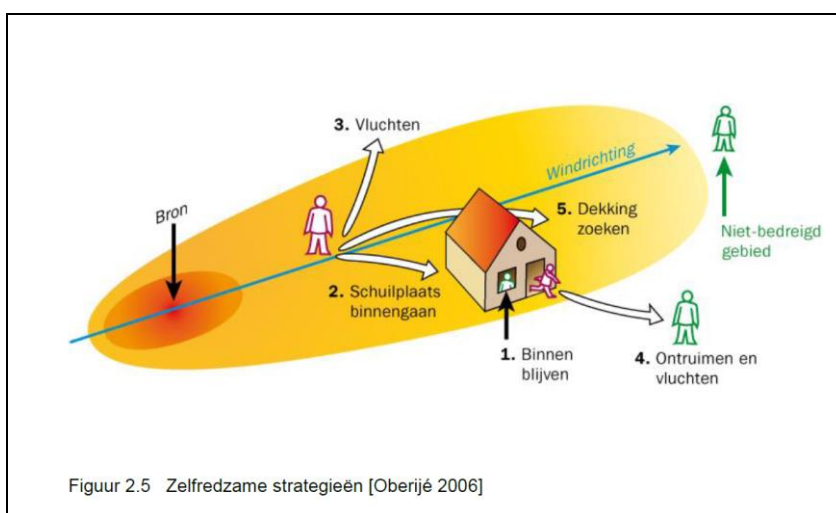 3. Vluchten
Bron
Windrichting
5. Dekking
zoeken
Niet-bedreigd
gebied
2. Schuilplaats
binnengaan
1. Binnen
blijven
4. Ontruimen en
vluchten
Figuur 2.5 Zelfredzame strategieën [Oberijé 2006]